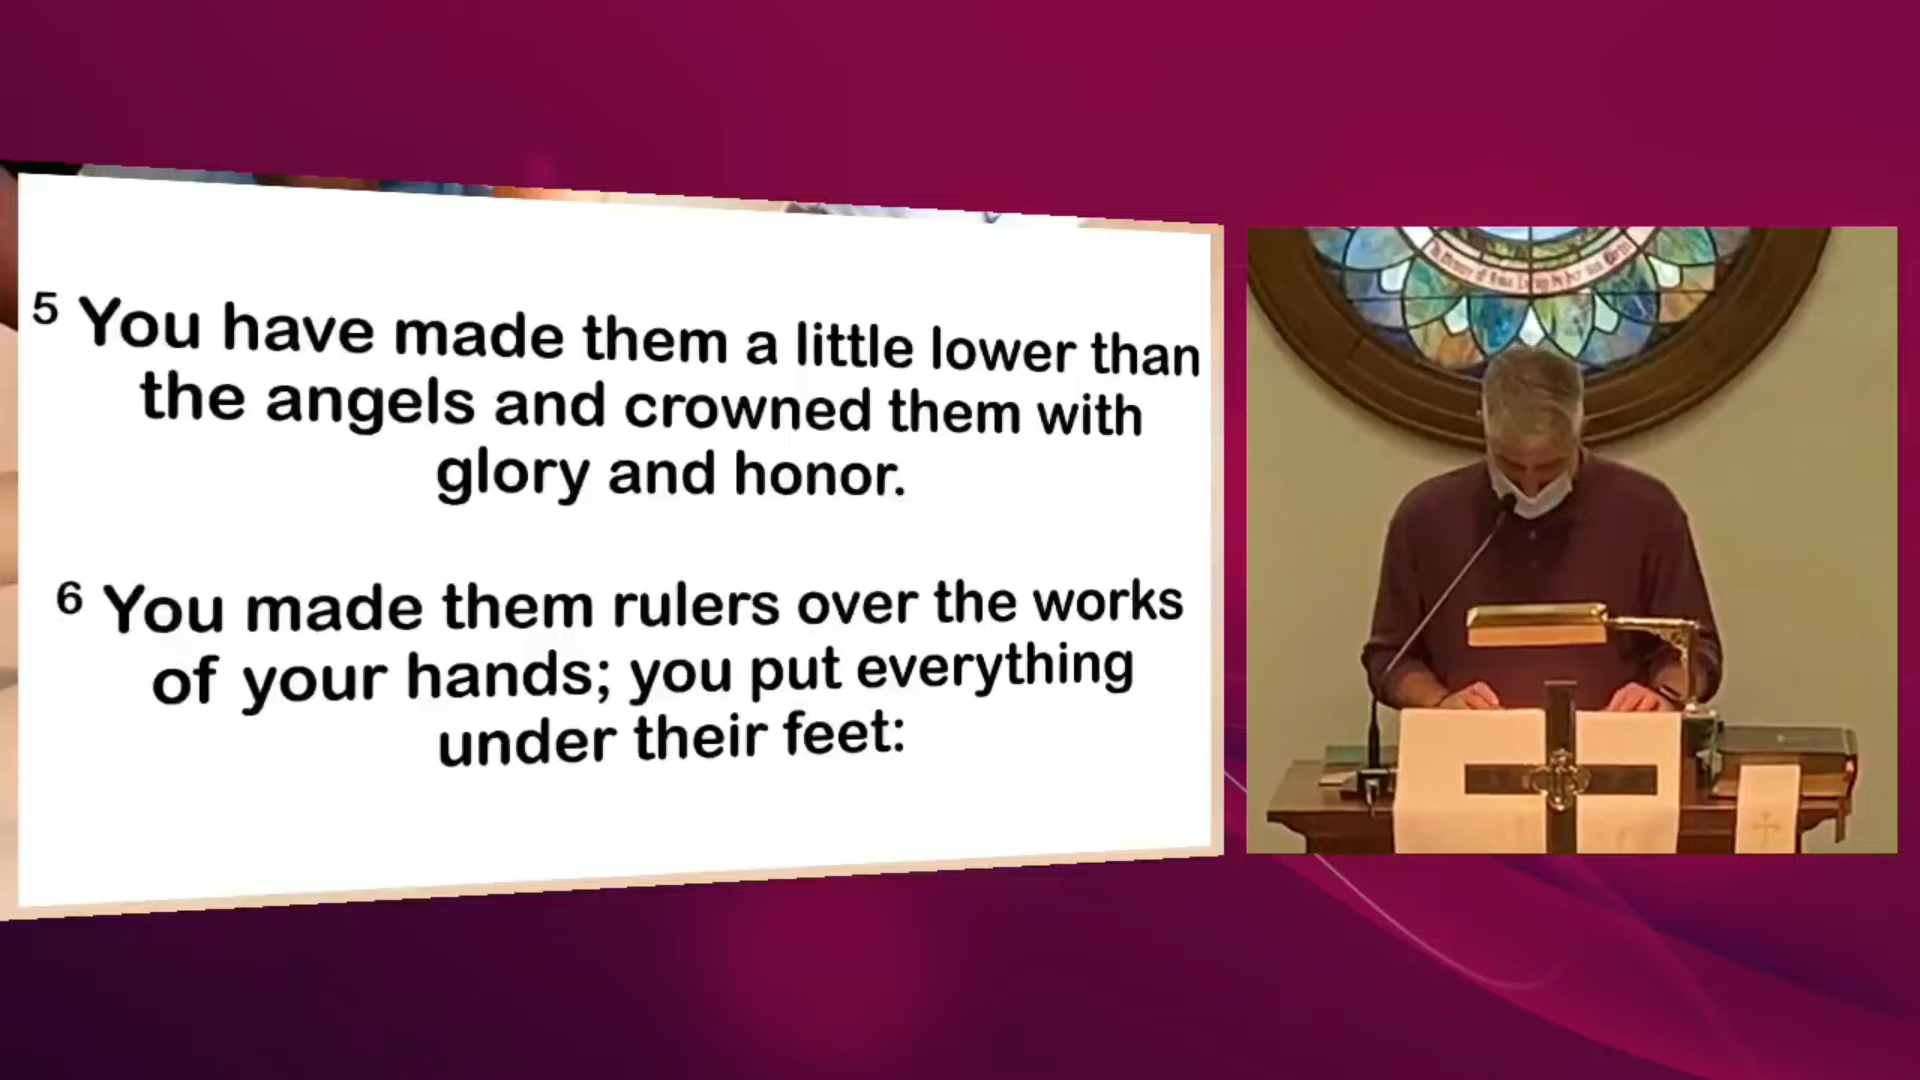 5 You have made them a little lower than
the angels and crowned them with
glory and honor.
6 You made them rulers over the works
of your hands; you put everything
under their feet: